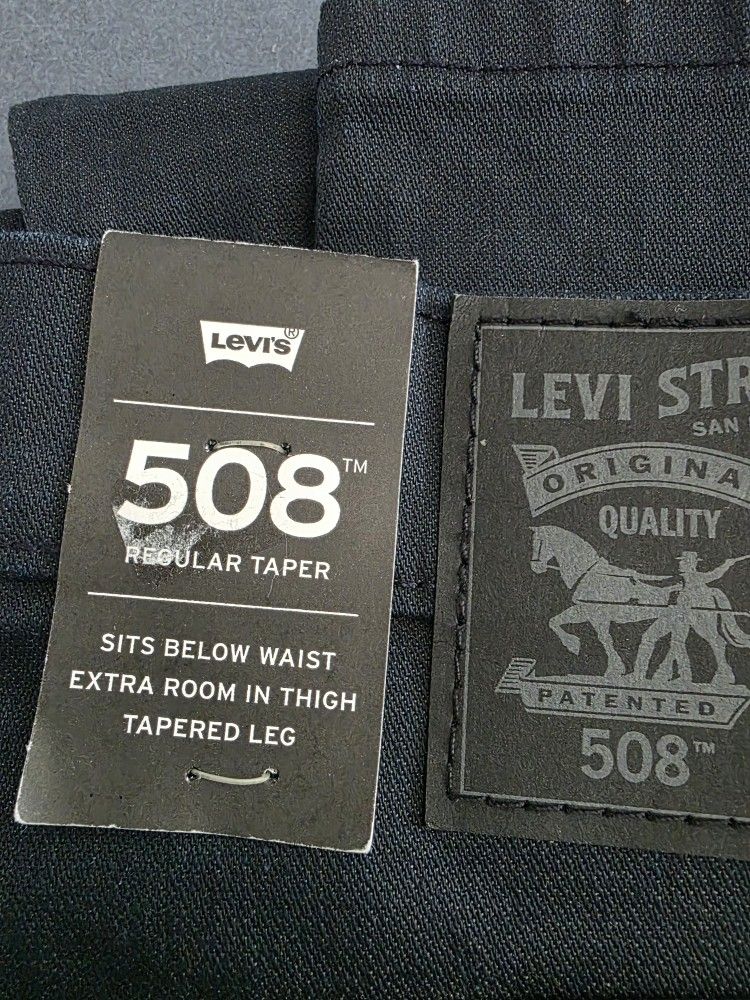 Levi's®
508™
REGULAR TAPER
SITS BELOW WAIST
EXTRA ROOM IN THIGH
TAPERED LEG
LEVI STR
SAN
ORIGINA
QUALITY
PATENTED
508™